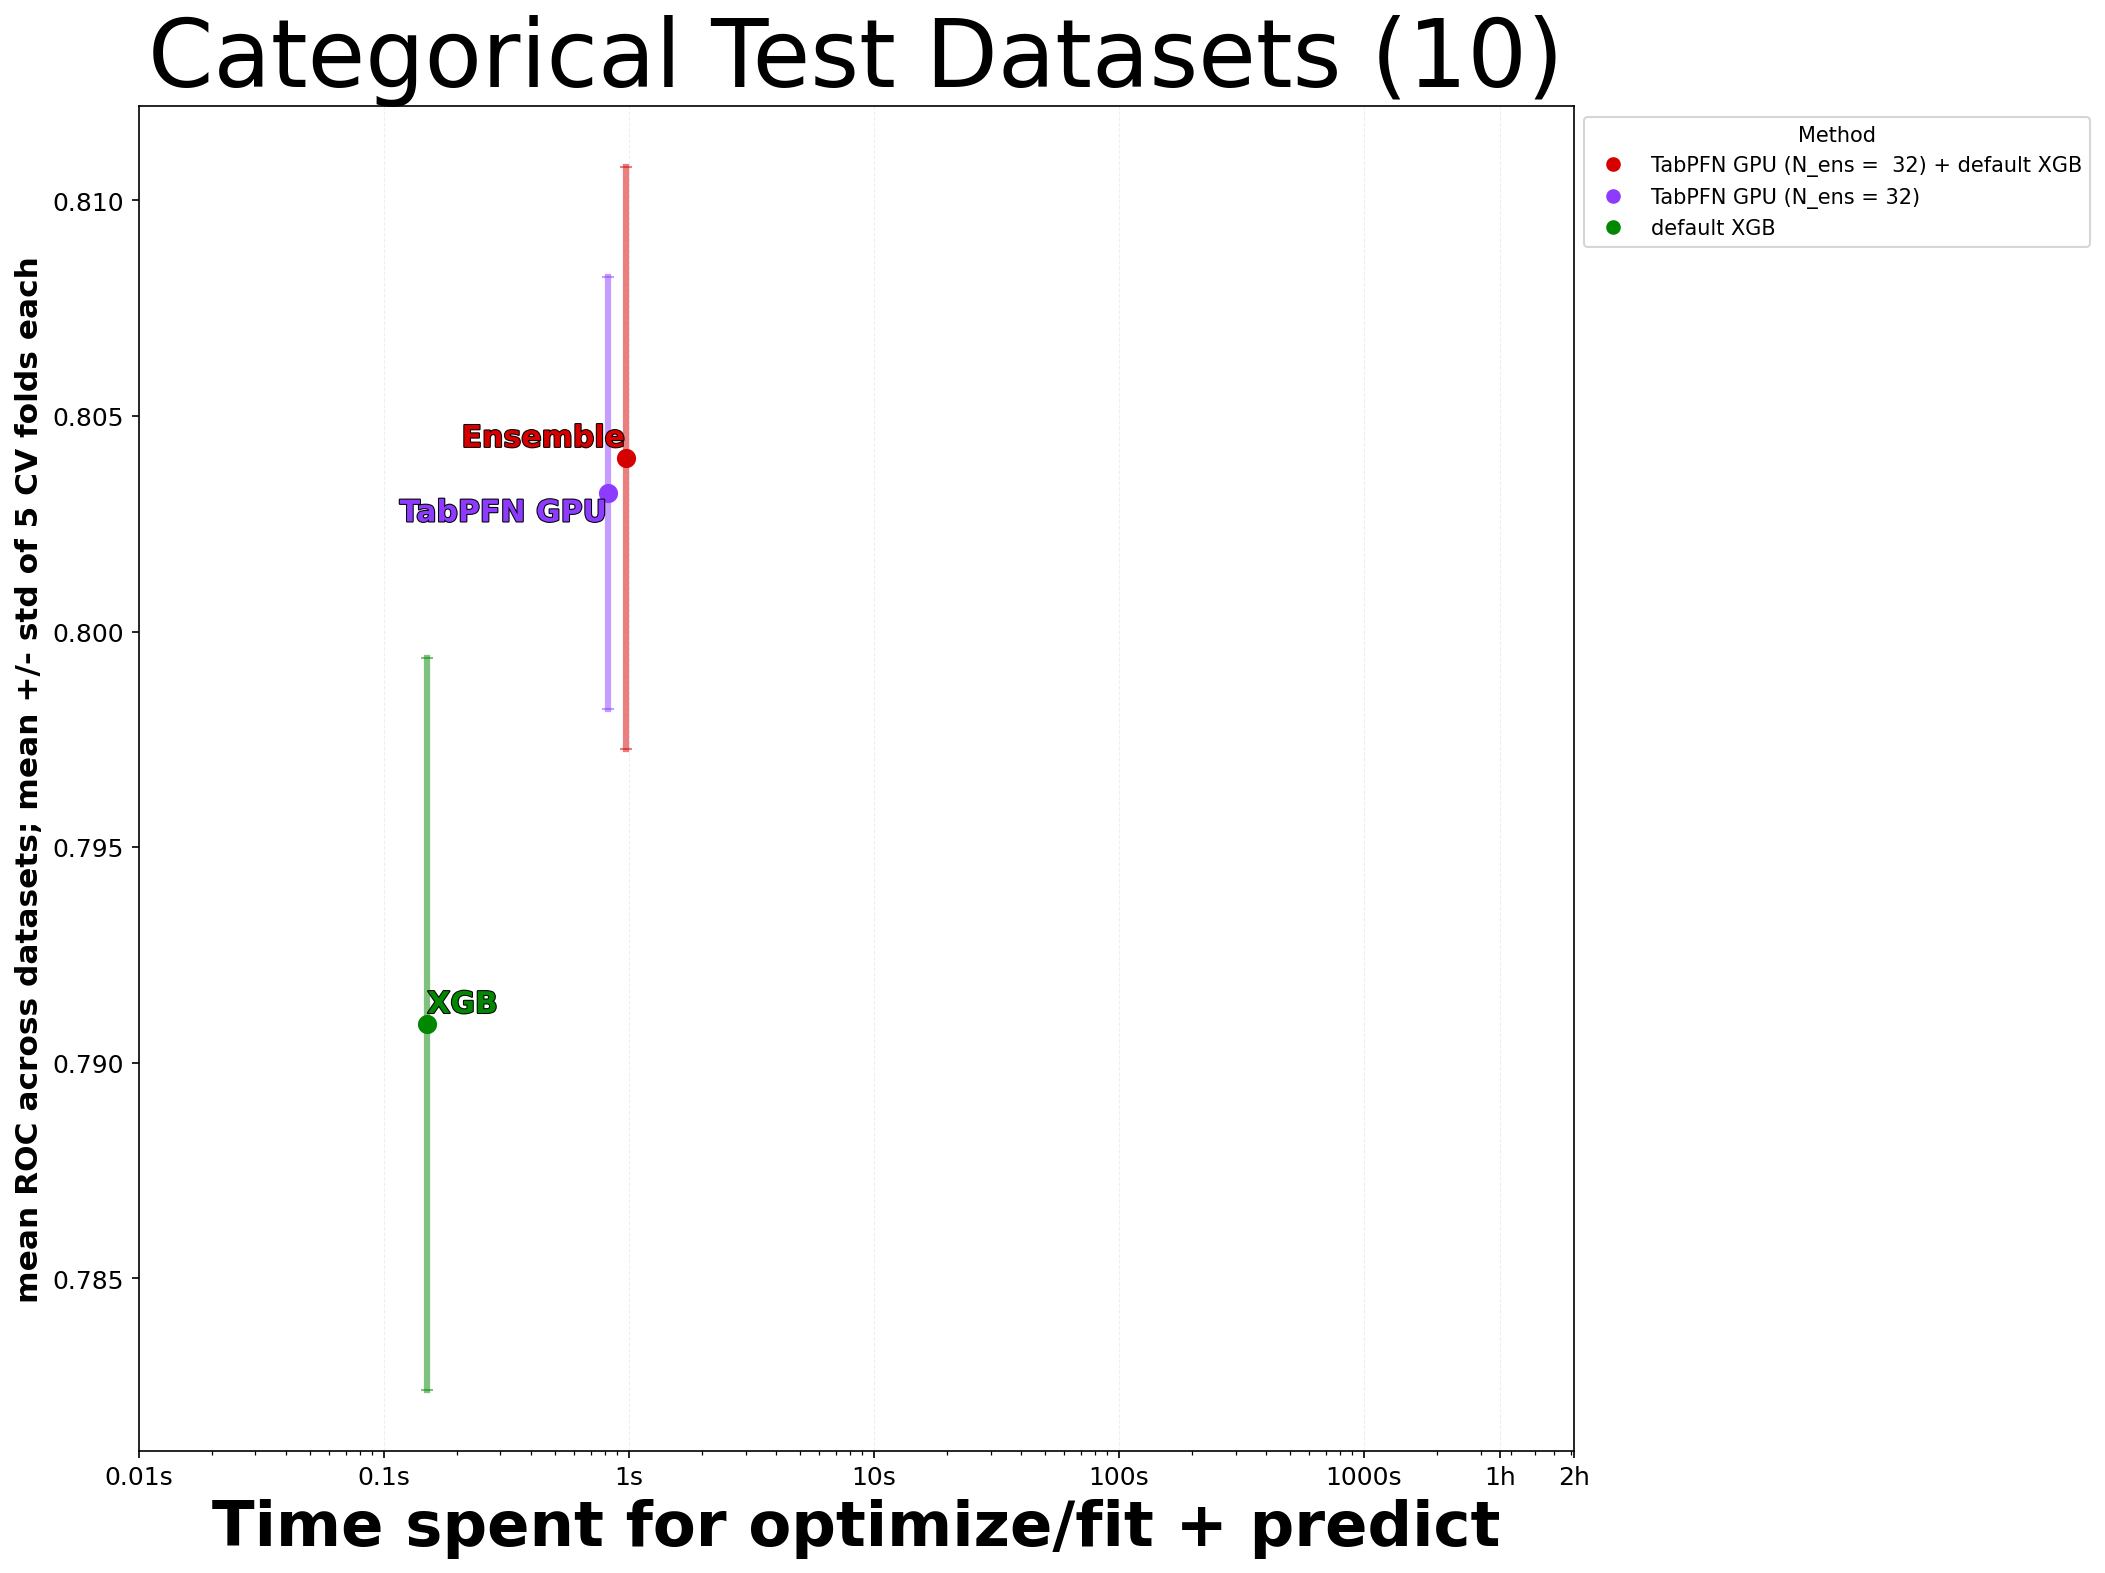 Categorical Test Datasets (10)
mean ROC across datasets; mean +/- std of 5 CV folds each
0.810
0.805
0.800
0.795
0.790
0.785
Ensemble
TabPFN GPU
XGB
Method
TabPFN GPU (N_ens =  32) + default XGB
TabPFN GPU (N_ens = 32)
default XGB
0.01s 0.1s 1s 10s 100s 1000s 1h 2h
Time spent for optimize/fit + predict